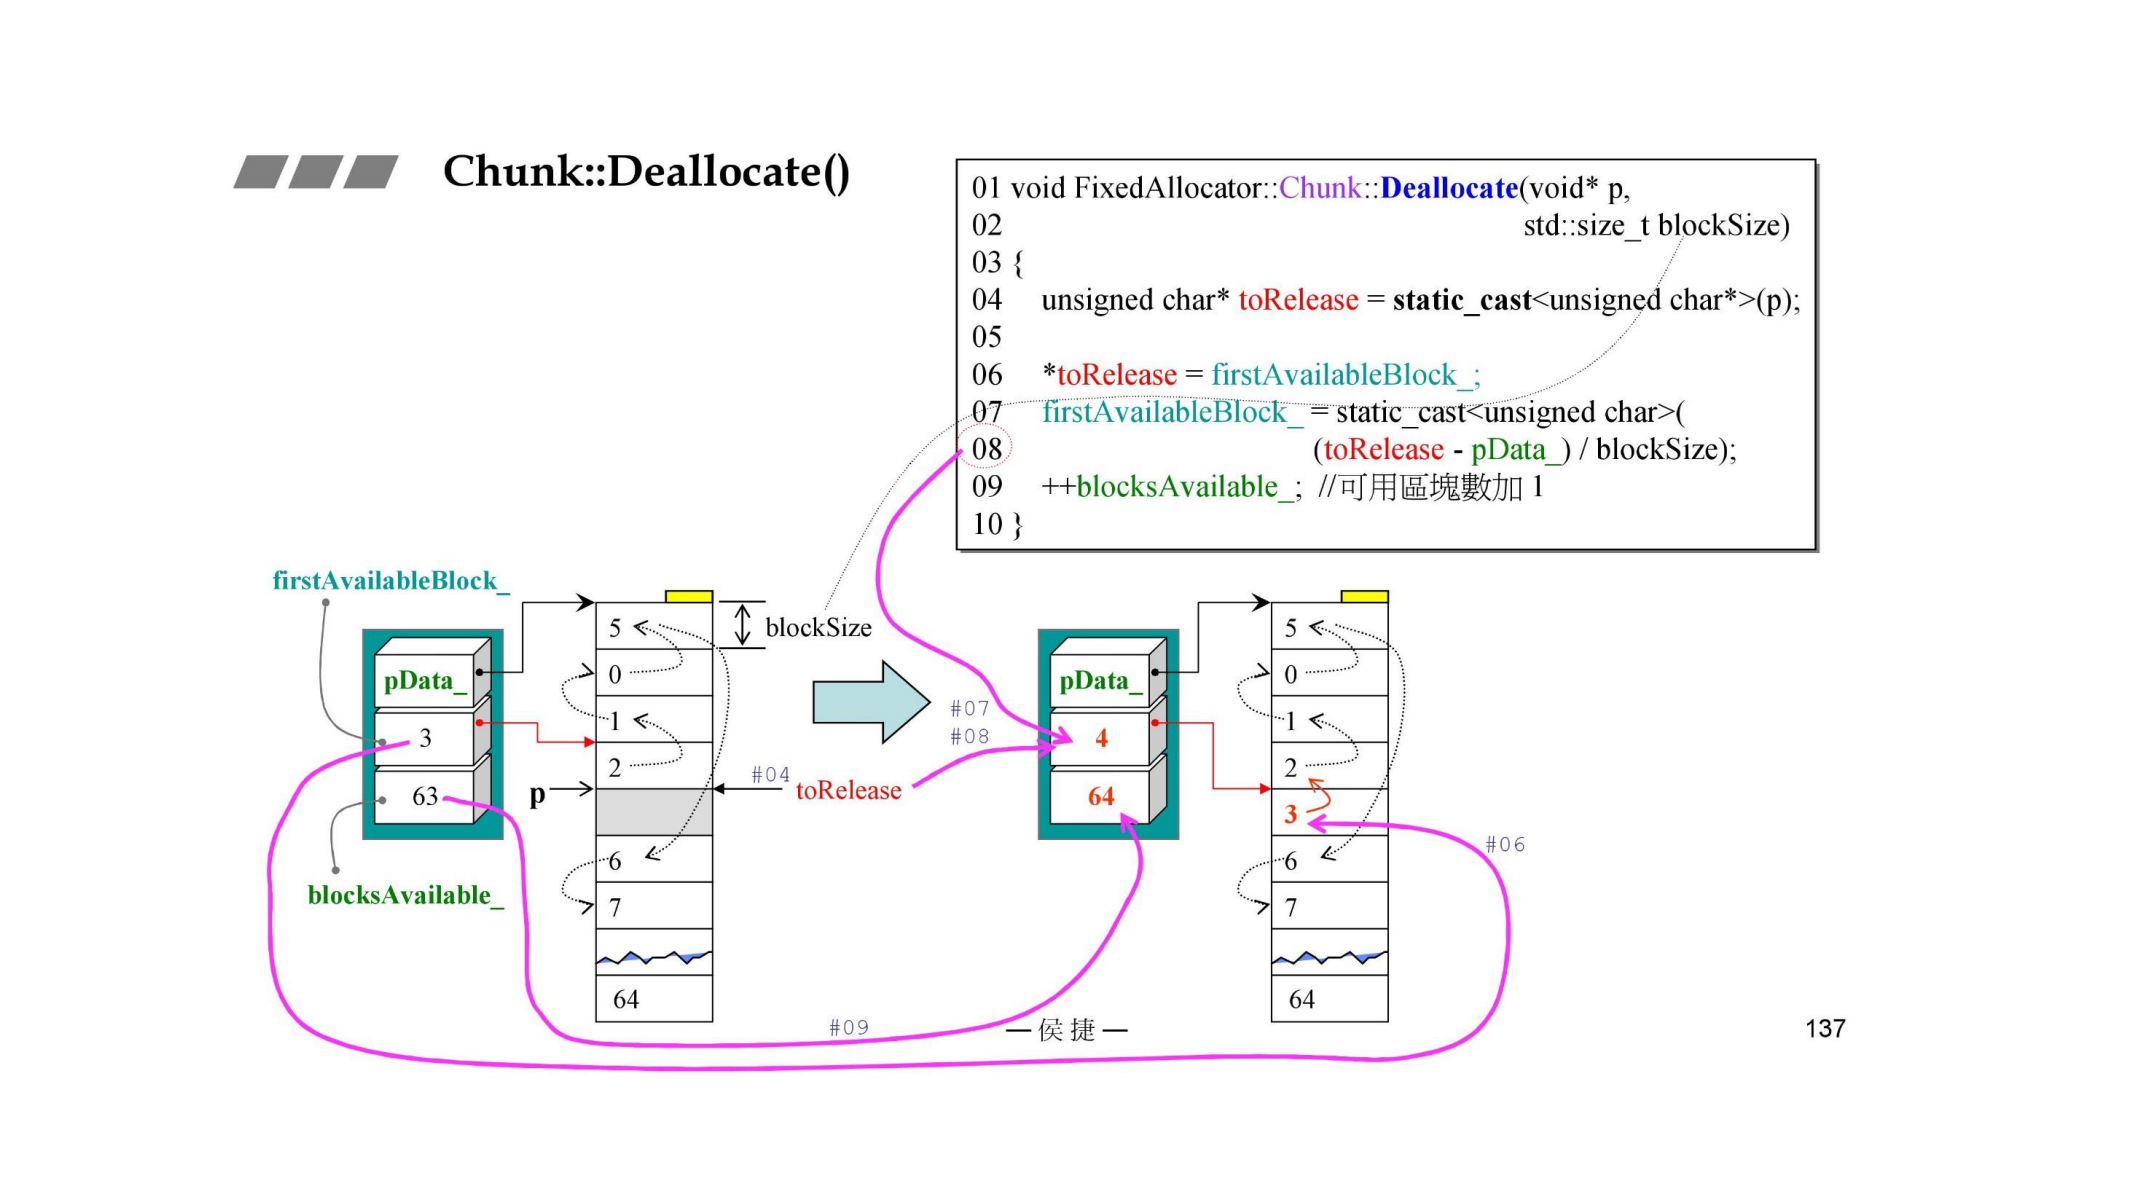 Chunk::Deallocate()
01 void FixedAllocator::Chunk::Deallocate(void* p,
02 std::size_t blockSize)
03 {
04 unsigned char* toRelease = static_cast<unsigned char*>(p);
05
06 *toRelease = firstAvailableBlock_;
07 firstAvailableBlock_ = static_cast<unsigned char>(
08 (toRelease - pData_) / blockSize);
09 ++blocksAvailable_; //可用區塊數加 1
10 }
firstAvailableBlock_
pData_
3
63
blocksAvailable_
p
5
0
1
2
6
7
64
blockSize
#04
toRelease
#07
#08
#09
pData_
4
64
5
0
1
2
3
6
7
64
#06
— 侯 捷 —
137